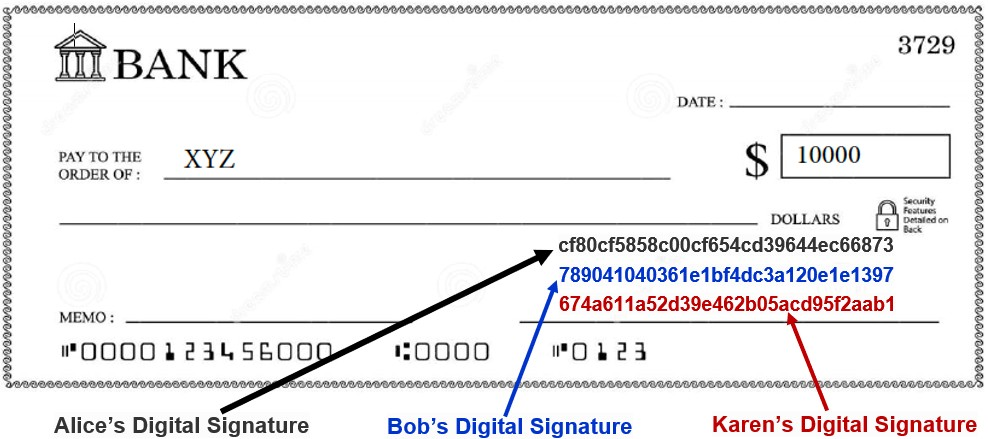 BANK
3729
DATE :
PAY TO THE
ORDER OF :
XYZ
$
10000
DOLLARS
Security
Features
Detailed on
Back
cf80cf5858c00cf654cd39644ec66873
789041040361e1bf4dc3a120e1e1397
674a611a52d39e462b05acd95f2aab1
MEMO :
⑈0000123456000 ⑆0000 ⑈0123
Alice’s Digital Signature
Bob’s Digital Signature
Karen’s Digital Signature